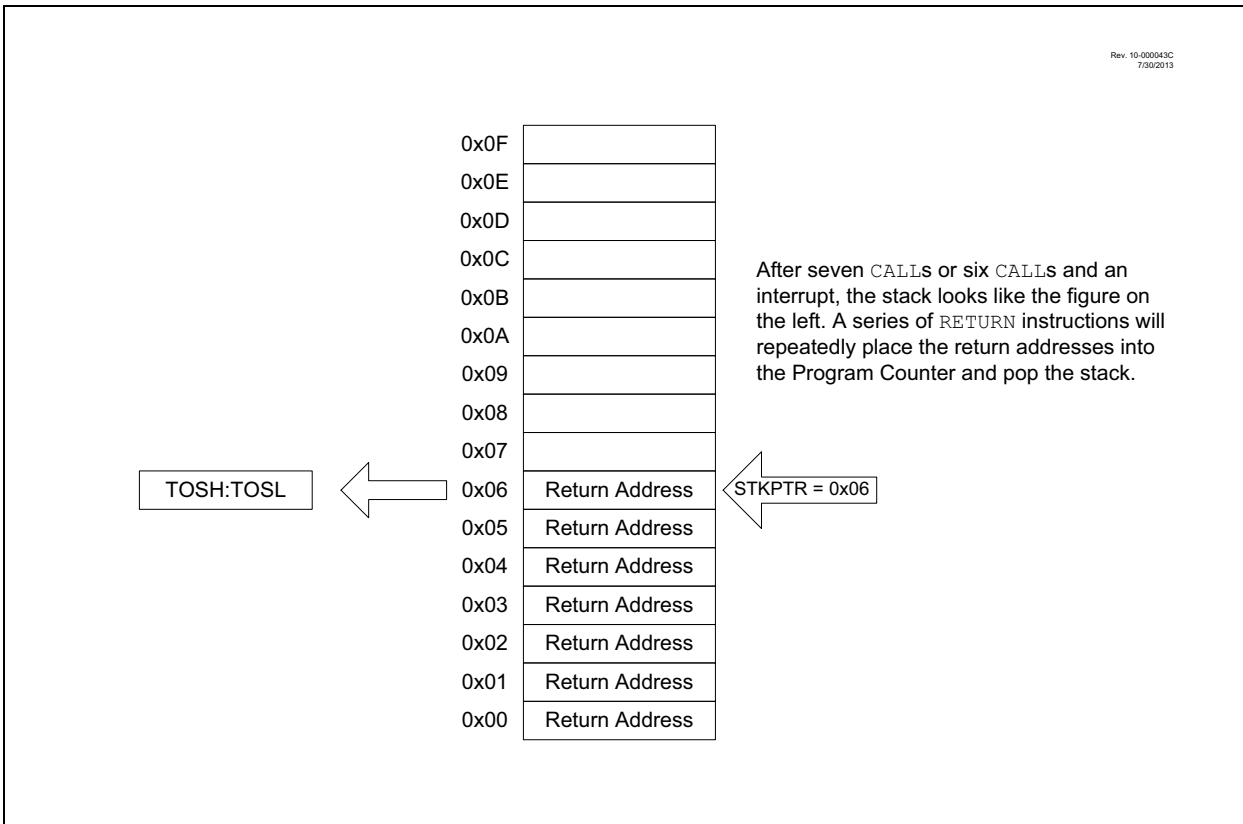 Rev. 10-000043C
7/30/2013
0x0F
0x0E
0x0D
0x0C
0x0B
0x0A
0x09
0x08
0x07
After seven CALLs or six CALLs and an
interrupt, the stack looks like the figure on
the left. A series of RETURN instructions will
repeatedly place the return addresses into
the Program Counter and pop the stack.
TOSH:TOSL
0x06 Return Address
STKPTR = 0x06
0x05 Return Address
0x04 Return Address
0x03 Return Address
0x02 Return Address
0x01 Return Address
0x00 Return Address